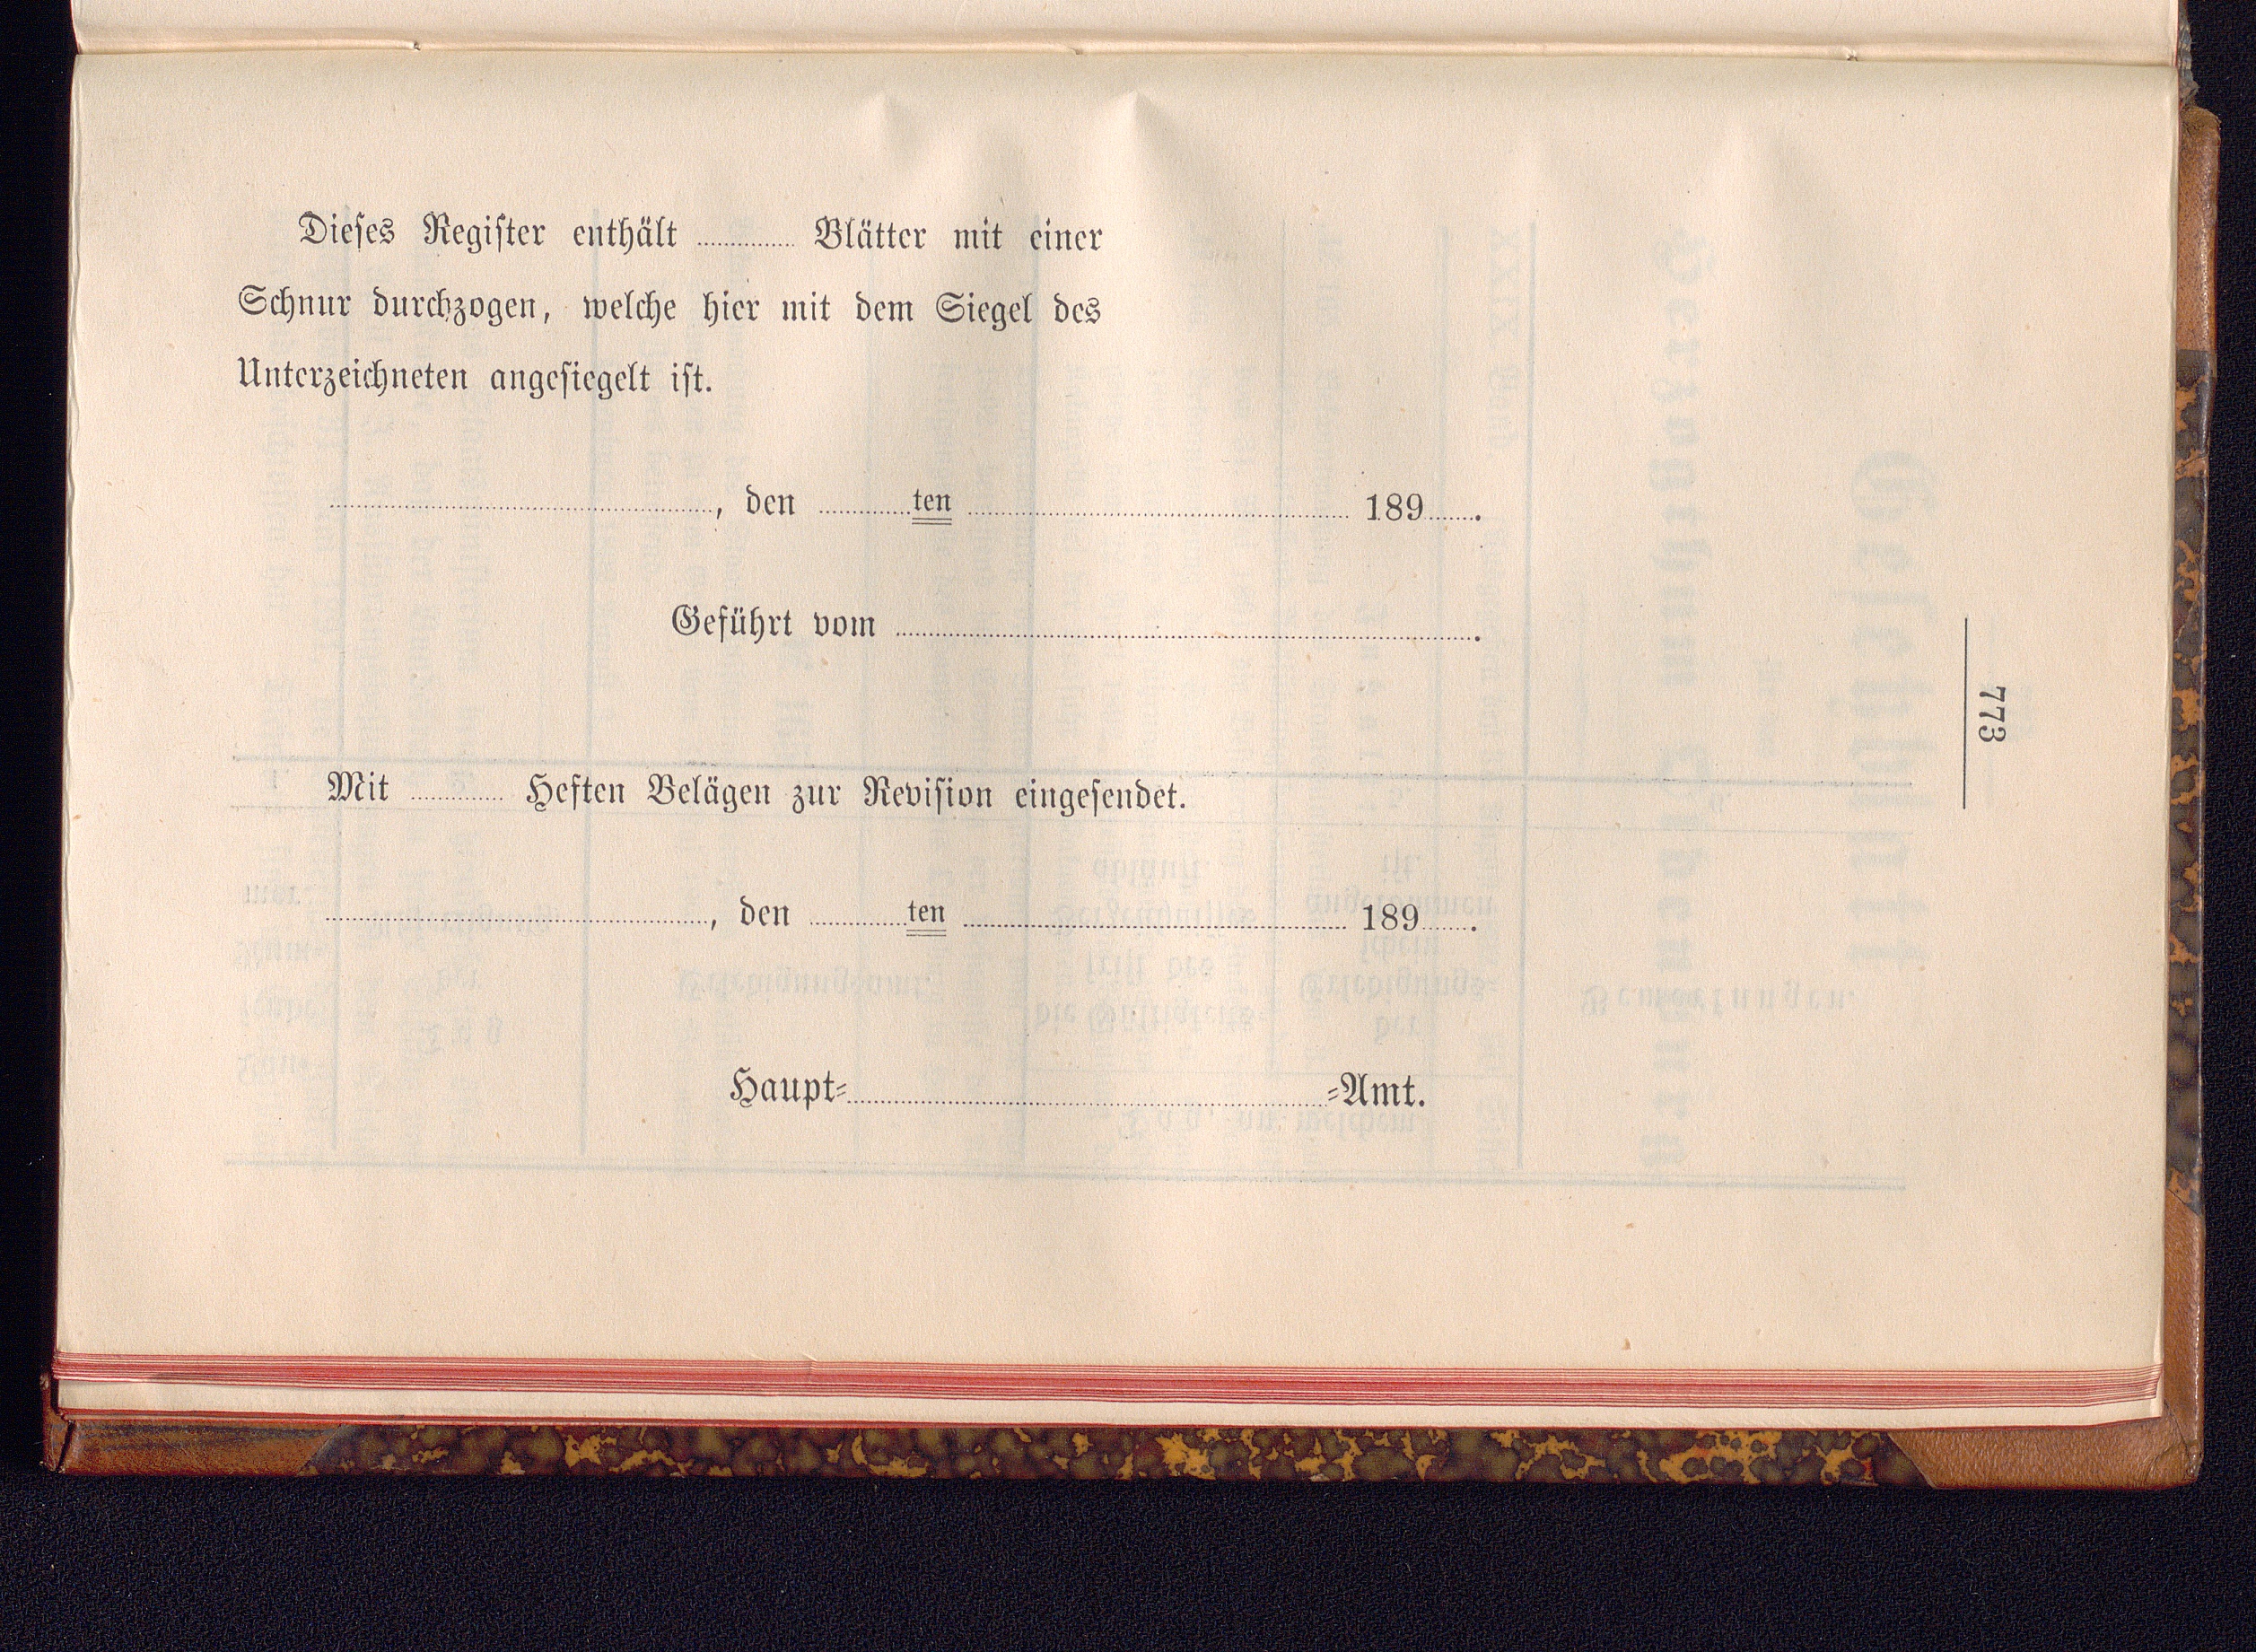 Dieſes Regiſter enthält ............ Blätter mit einer
Schnur durchzogen, welche hier mit dem Siegel des
Unterzeichneten angeſiegelt iſt.
............, den ............ten ............ 189.......
Geführt vom ............
Mit ............ Heften Belägen zur Reviſion eingeſendet.
............, den ............ten ............ 189.......
Haupt-............-Amt.
773